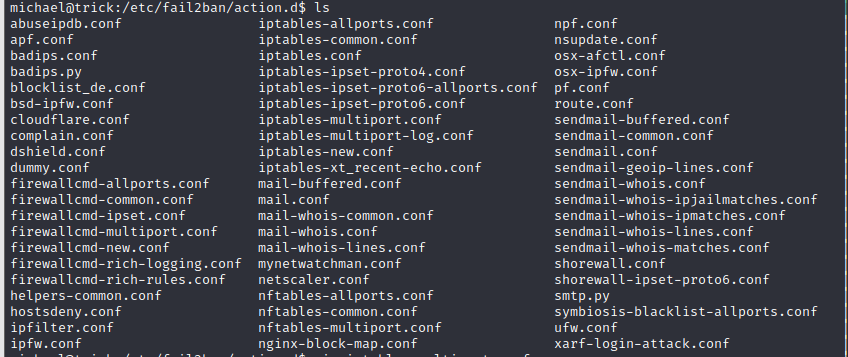 michael@trick:/etc/fail2ban/action.d$ ls
abuseipdb.conf iptables-allports.conf npf.conf
apf.conf iptables-common.conf nsupdate.conf
badips.conf iptables.conf osx-afctl.conf
badips.py iptables-ipset-proto4.conf osx-ipfw.conf
blocklist_de.conf iptables-ipset-proto6-allports.conf pf.conf
bsd-ipfw.conf iptables-ipset-proto6.conf route.conf
cloudflare.conf iptables-multiport.conf sendmail-buffered.conf
complain.conf iptables-multiport-log.conf sendmail-common.conf
dshield.conf iptables-new.conf sendmail.conf
dummy.conf iptables-xt_recent-echo.conf sendmail-geoip-lines.conf
firewallcmd-allports.conf mail-buffered.conf sendmail-whois.conf
firewallcmd-common.conf mail.conf sendmail-whois-ipjailmatches.conf
firewallcmd-ipset.conf mail-whois-common.conf sendmail-whois-ipmatches.conf
firewallcmd-multiport.conf mail-whois.conf sendmail-whois-lines.conf
firewallcmd-new.conf mail-whois-lines.conf sendmail-whois-matches.conf
firewallcmd-rich-logging.conf mynetwatchman.conf shorewall.conf
firewallcmd-rich-rules.conf netscaler.conf shorewall-ipset-proto6.conf
helpers-common.conf nftables-allports.conf smtp.py
hostsdeny.conf nftables-common.conf symbiosis-blacklist-allports.conf
ipfilter.conf nftables-multiport.conf ufw.conf
ipfw.conf nginx-block-map.conf xarf-login-attack.conf